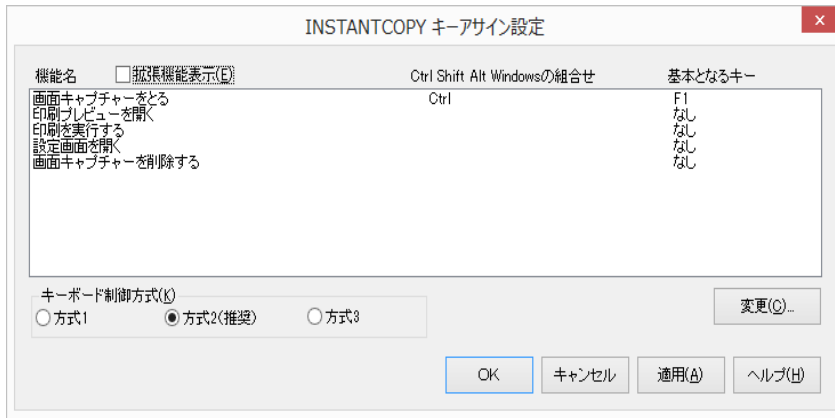 INSTANTCOPY キーアサイン設定
機能名 拡張機能表示(E) Ctrl Shift Alt Windowsの組合せ 基本となるキー
画面キャプチャーをとる Ctrl F1
印刷プレビューを開く なし
印刷を実行する なし
設定画面を開く なし
画面キャプチャーを削除する なし
キーボード制御方式(K)
方式1 方式2(推奨) 方式3
変更(C)...
OK キャンセル 適用(A) ヘルプ(H)